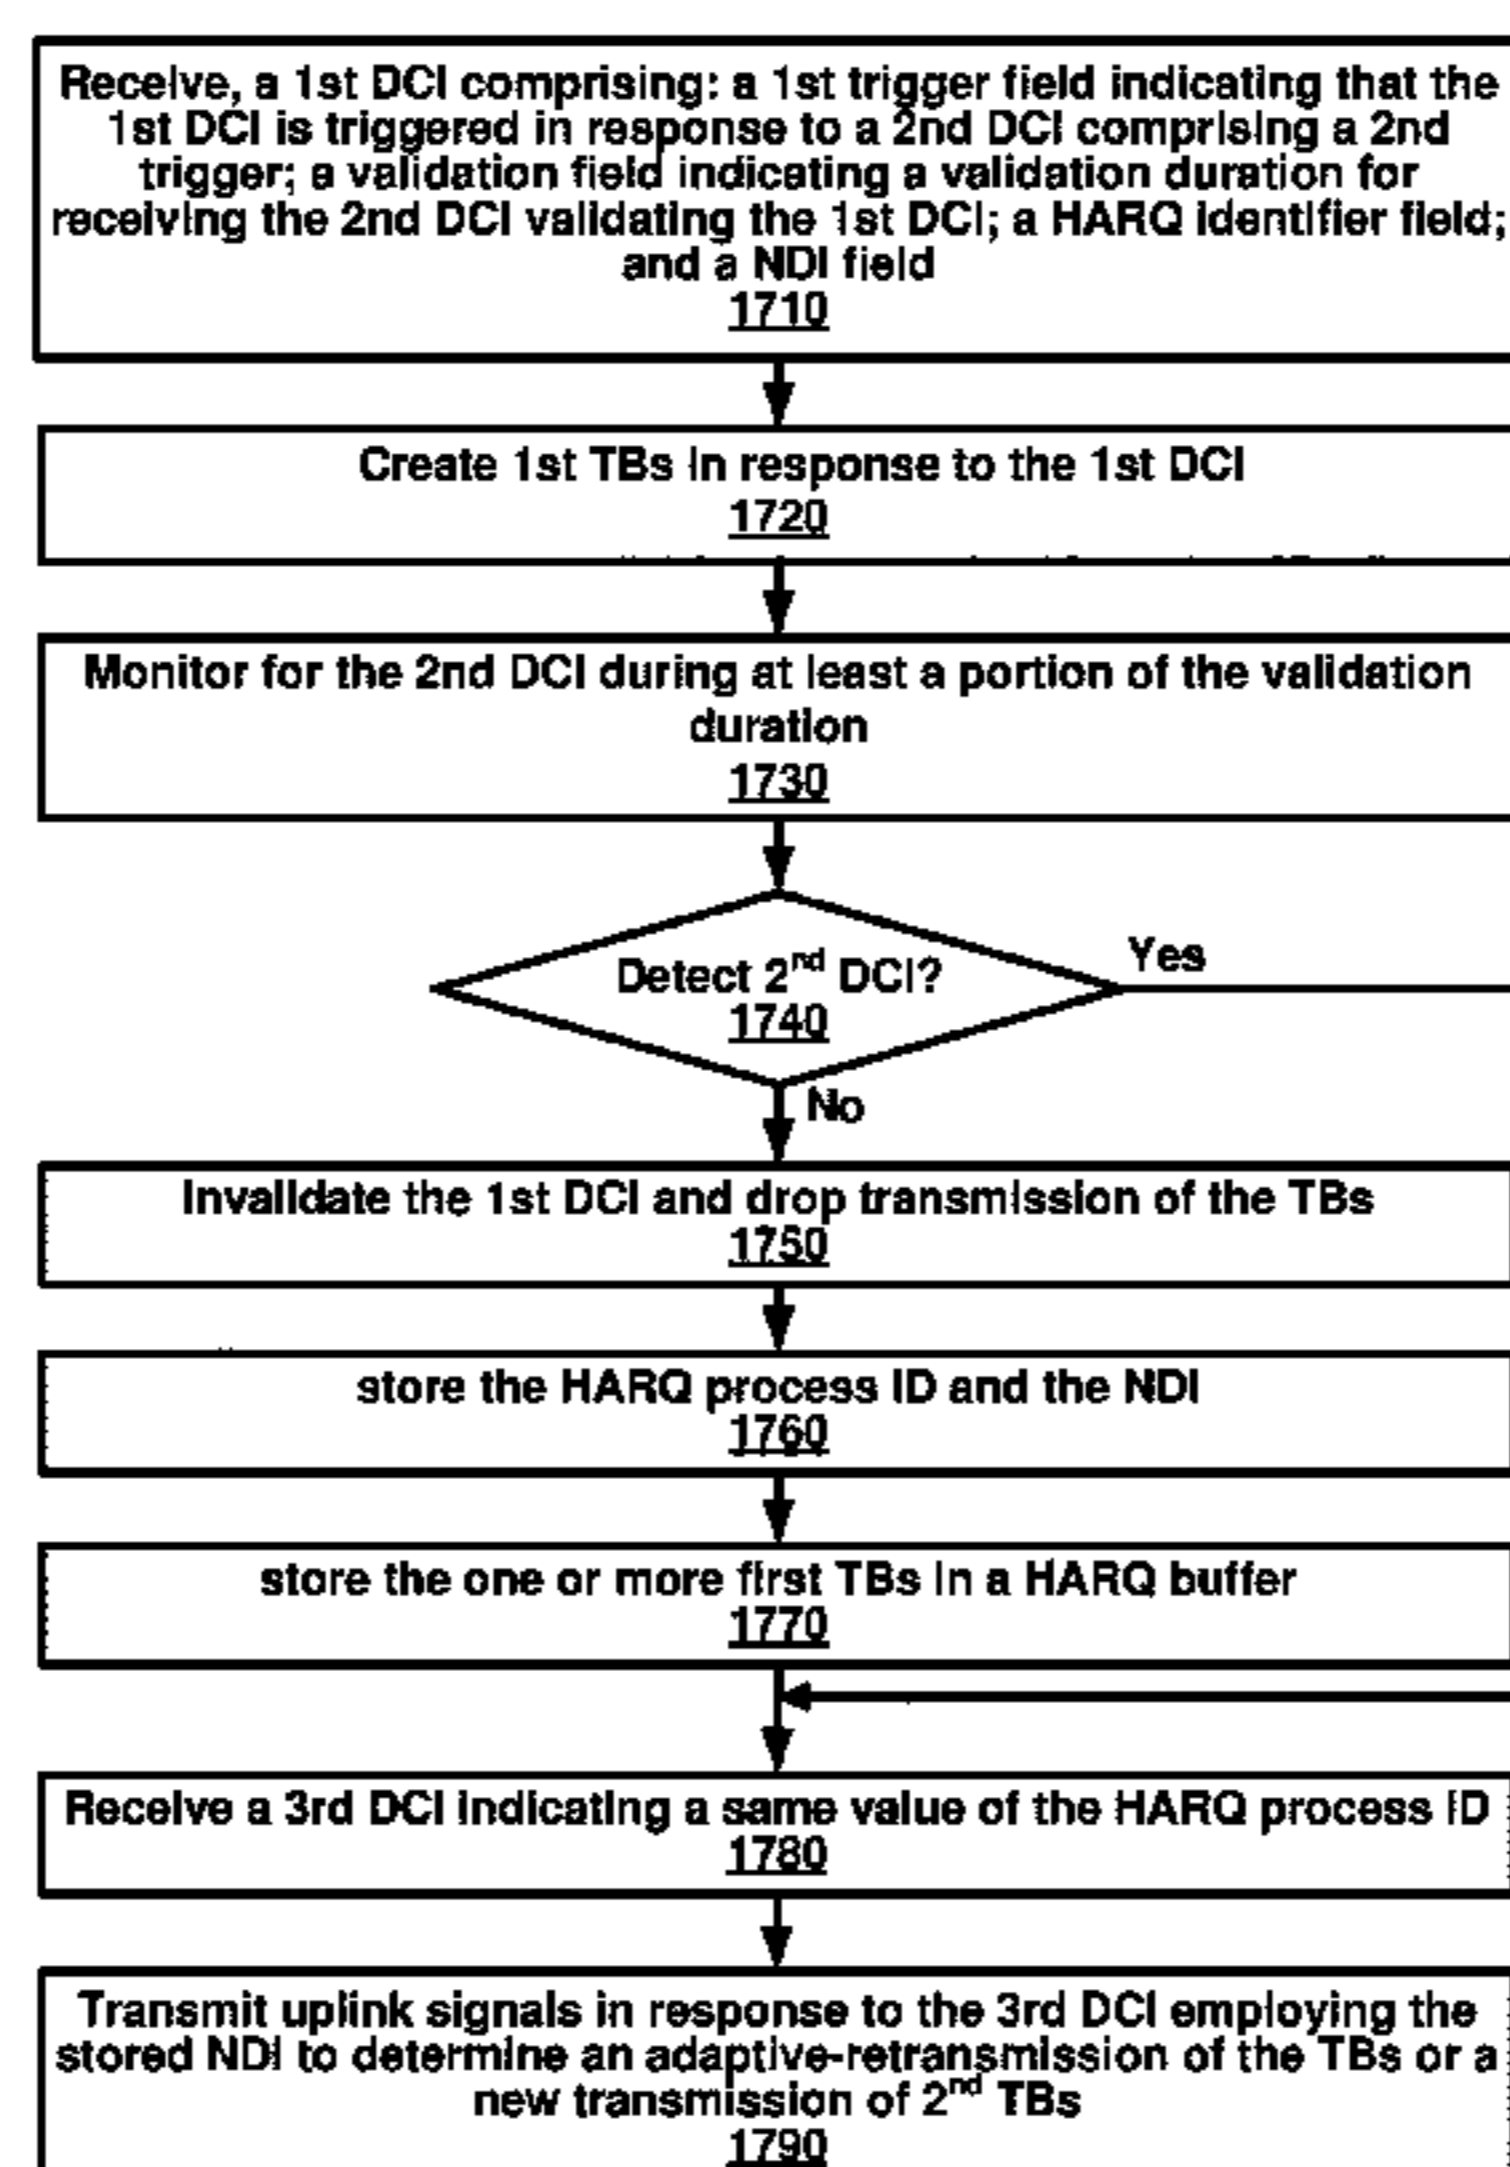 Receive, a 1st DCI comprising: a 1st trigger field indicating that the
1st DCI is triggered in response to a 2nd DCI comprising a 2nd
trigger; a validation field indicating a validation duration for
receiving the 2nd DCI validating the 1st DCI; a HARQ identifier field;
and a NDI field
1710
Create 1st TBs in response to the 1st DCI
1720
Monitor for the 2nd DCI during at least a portion of the validation
duration
1730
Detect 2nd DCI?
1740
Yes
No
Invalidate the 1st DCI and drop transmission of the TBs
1750
store the HARQ process ID and the NDI
1760
store the one or more first TBs in a HARQ buffer
1770
Receive a 3rd DCI indicating a same value of the HARQ process ID
1780
Transmit uplink signals in response to the 3rd DCI employing the
stored NDI to determine an adaptive-retransmission of the TBs or a
new transmission of 2nd TBs
1790